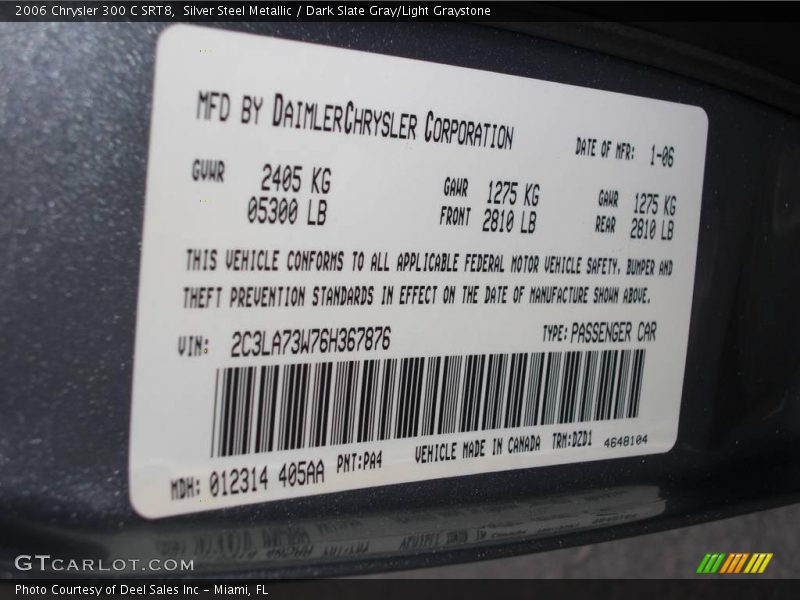 2006 Chrysler 300 C SRT8,  Silver Steel Metallic / Dark Slate Gray/Light Graystone
MFD BY DAIMLERCHRYSLER CORPORATION
DATE OF MFR: 1-06
GVWR 2405 KG
05300 LB
GAWR 1275 KG
FRONT 2810 LB
GAWR 1275 KG
REAR 2810 LB
THIS VEHICLE CONFORMS TO ALL APPLICABLE FEDERAL MOTOR VEHICLE SAFETY, BUMPER AND
THEFT PREVENTION STANDARDS IN EFFECT ON THE DATE OF MANUFACTURE SHOWN ABOVE.
VIN: 2C3LA73W76H367876
TYPE: PASSENGER CAR
MDH: 012314 405AA PNT:PA4 VEHICLE MADE IN CANADA TRM:DZD1 4648104
GTCARLOT.COM
Photo Courtesy of Deel Sales Inc - Miami, FL